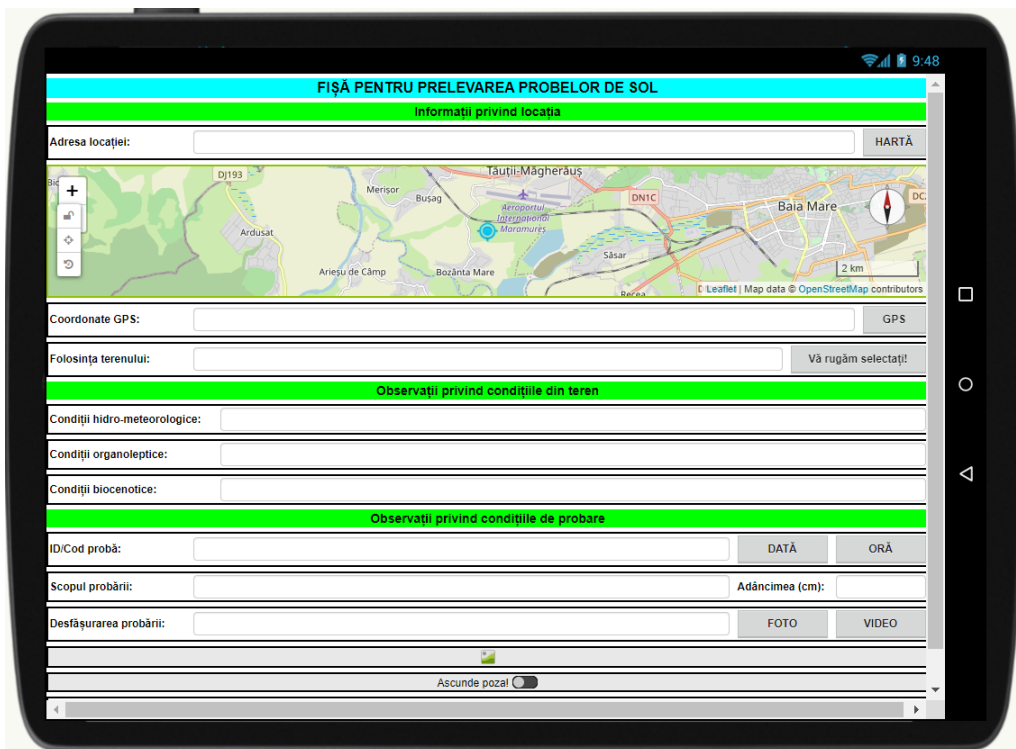 9:48
FIȘĂ PENTRU PRELEVAREA PROBELOR DE SOL
Informații privind locația
Adresa locației: HARTĂ
DJ193
Tăuții-Măgherăuș
Merișor
Bușag
DN1C
Baia Mare
Aeroportul
Internațional
Maramureș
Ardusat
Săsar
Arieșu de Câmp
Bozânta Mare
2 km
Recea
Leaflet | Map data © OpenStreetMap contributors
Coordonate GPS: GPS
Folosința terenului: Vă rugăm selectați!
Observații privind condițiile din teren
Condiții hidro-meteorologice:
Condiții organoleptice:
Condiții biocenotice:
Observații privind condițiile de probare
ID/Cod probă: DATĂ ORĂ
Scopul probării: Adâncimea (cm):
Desfășurarea probării: FOTO VIDEO
Ascunde poza!